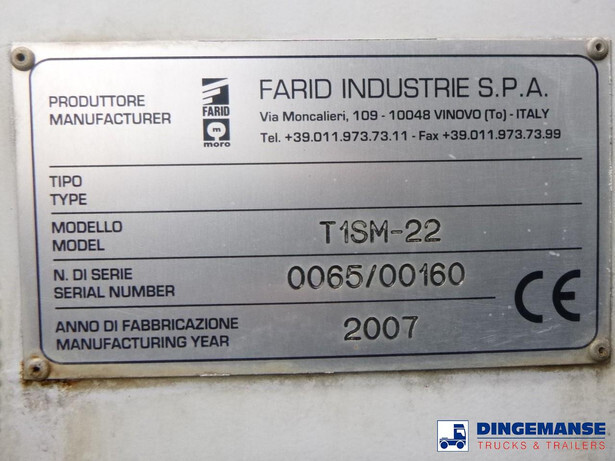 PRODUTTORE
MANUFACTURER
FARID
moro
FARID INDUSTRIE S.P.A.
Via Moncalieri, 109 - 10048 VINOVO (To) - ITALY
Tel. +39.011.973.73.11 - Fax +39.011.973.73.99
TIPO
TYPE
MODELLO
MODEL
T1SM-22
N. DI SERIE
SERIAL NUMBER
0065/00160
ANNO DI FABBRICAZIONE
MANUFACTURING YEAR
2007
CE
DINGEMANSE
TRUCKS & TRAILERS